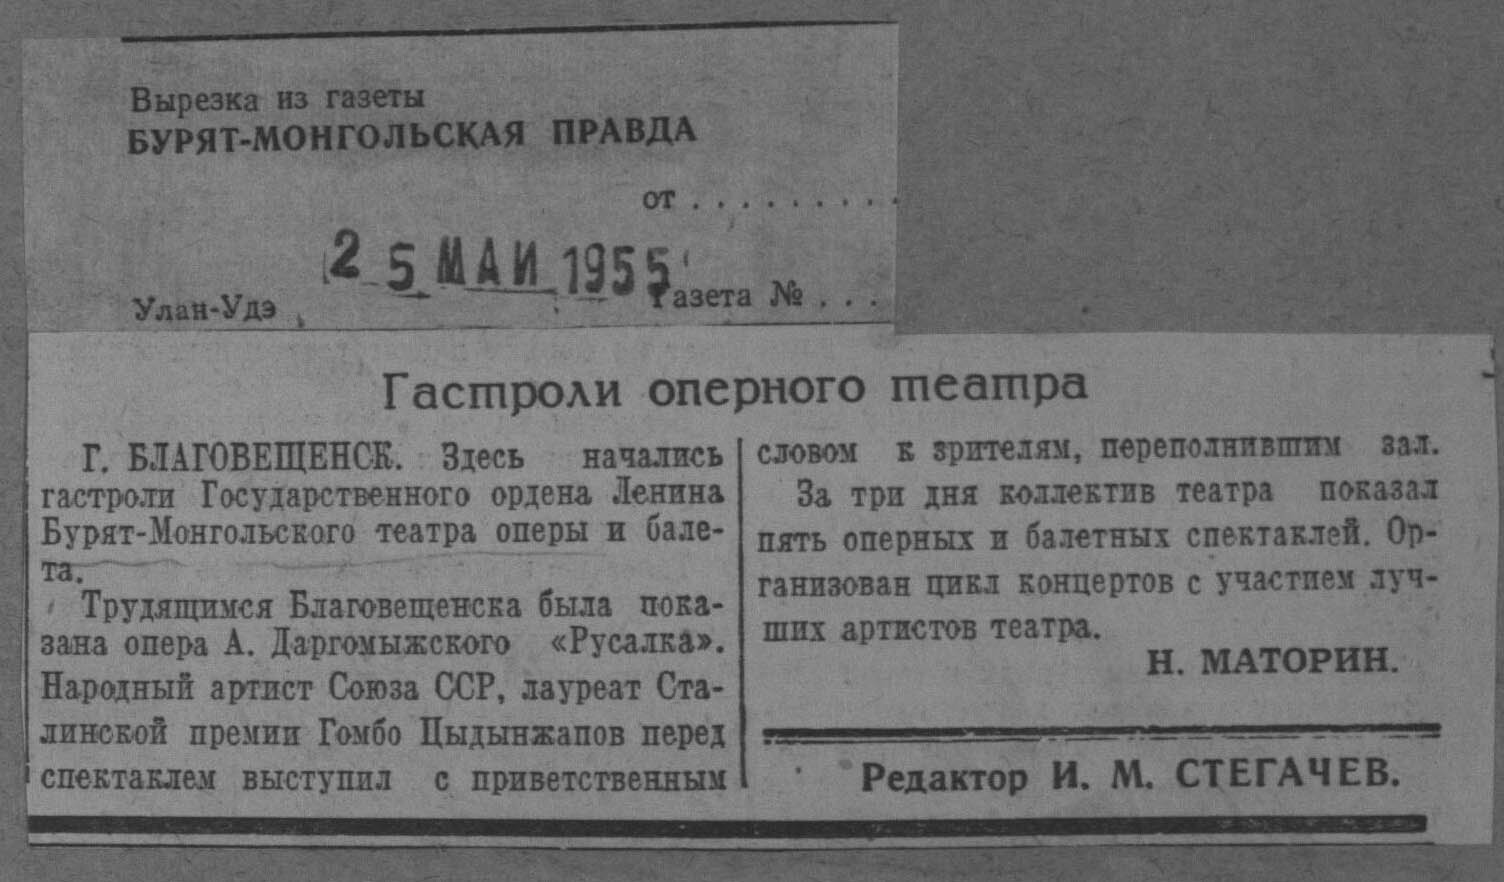 Вырезка из газеты
БУРЯТ-МОНГОЛЬСКАЯ ПРАВДА
от . . . . . . . . .
2 5 МАЙ 1955
Улан-Удэ
Газета № . . .
Гастроли оперного театра
Г. БЛАГОВЕЩЕНСК. Здесь начались
гастроли Государственного ордена Ленина
Бурят-Монгольского театра оперы и бале-
та.
Трудящимся Благовещенска была пока-
зана опера А. Даргомыжского «Русалка».
Народный артист Союза ССР, лауреат Ста-
линской премии Гомбо Цыдынжапов перед
спектаклем выступил с приветственным
словом к зрителям, переполнившим зал.
За три дня коллектив театра показал
пять оперных и балетных спектаклей. Ор-
ганизован цикл концертов с участием луч-
ших артистов театра.
Н. МАТОРИН.
Редактор И. М. СТЕГАЧЕВ.